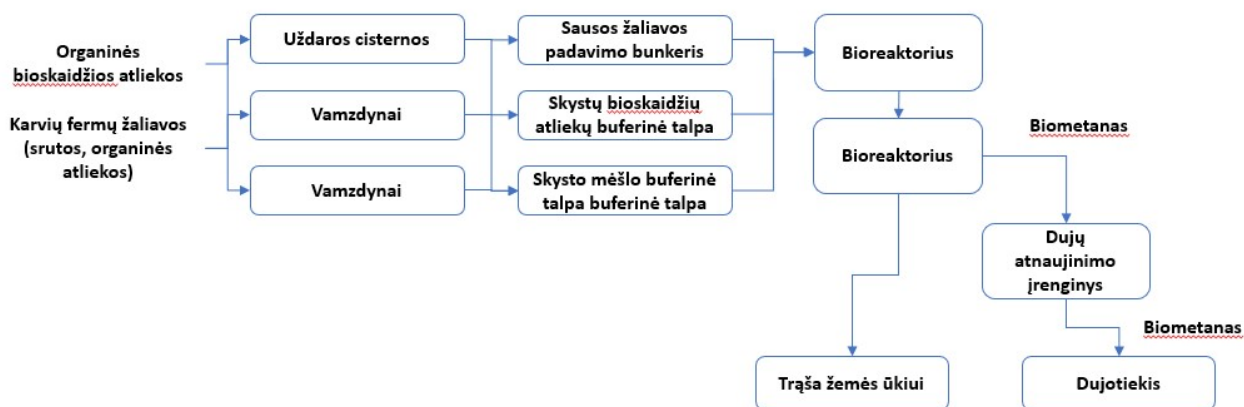 Organinės
bioskaidžios atliekos
Karvių fermų žaliavos
(srutos, organinės
atliekos)
Uždaros cisternos
Vamzdynai
Vamzdynai
Sausos žaliavos
padavimo bunkeris
Skystų bioskaidžių
atliekų buferinė talpa
Skysto mėšlo buferinė
talpa buferinė talpa
Bioreaktorius
Bioreaktorius
Biometanas
Dujų
atnaujinimo
įrenginys
Biometanas
Trąša žemės ūkiui
Dujotiekis